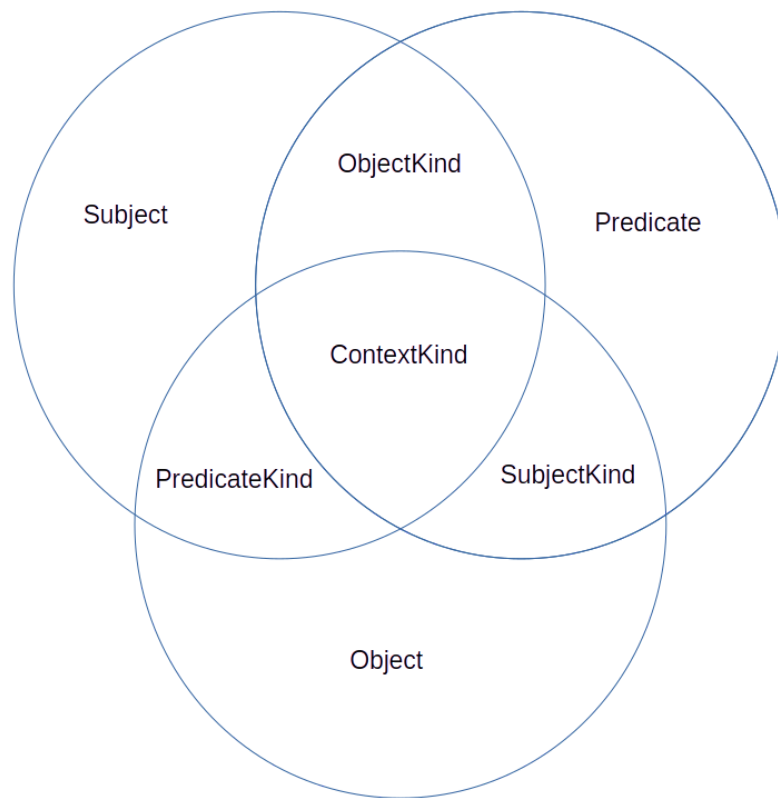 ObjectKind
Subject
Predicate
ContextKind
PredicateKind
SubjectKind
Object